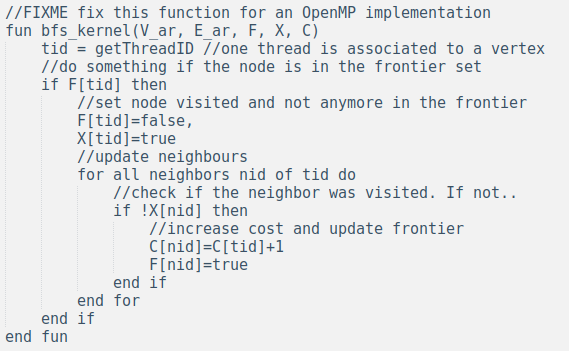 //FIXME fix this function for an OpenMP implementation
fun bfs_kernel(V_ar, E_ar, F, X, C)
    tid = getThreadID //one thread is associated to a vertex
    //do something if the node is in the frontier set
    if F[tid] then
        //set node visited and not anymore in the frontier
        F[tid]=false,
        X[tid]=true
        //update neighbours
        for all neighbors nid of tid do
            //check if the neighbor was visited. If not..
            if !X[nid] then
                //increase cost and update frontier
                C[nid]=C[tid]+1
                F[nid]=true
            end if
        end for
    end if
end fun